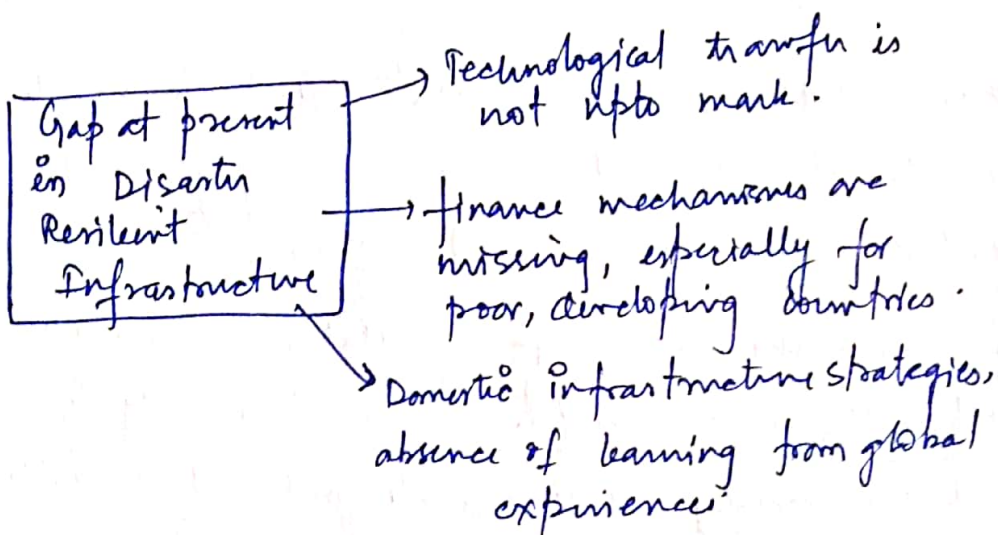 Gap at present
in Disaster
Resilient
Infrastructure
Technological transfer is
not upto mark.
finance mechanisms are
missing, especially for
poor, developing countries.
Domestic infrastructure strategies,
absence of learning from global
experiences